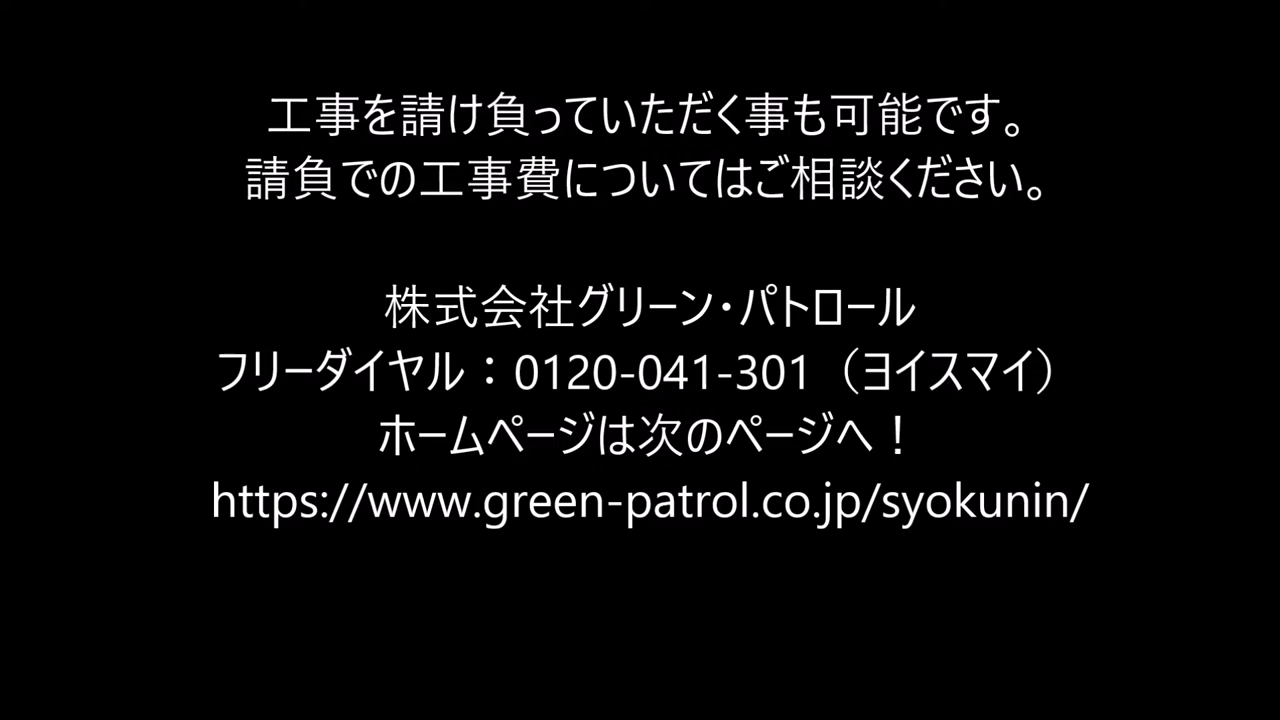 工事を請け負っていただく事も可能です。
請負での工事費についてはご相談ください。
株式会社グリーン・パトロール
フリーダイヤル：0120-041-301（ヨイスマイ）
ホームページは次のページへ！
https://www.green-patrol.co.jp/syokunin/